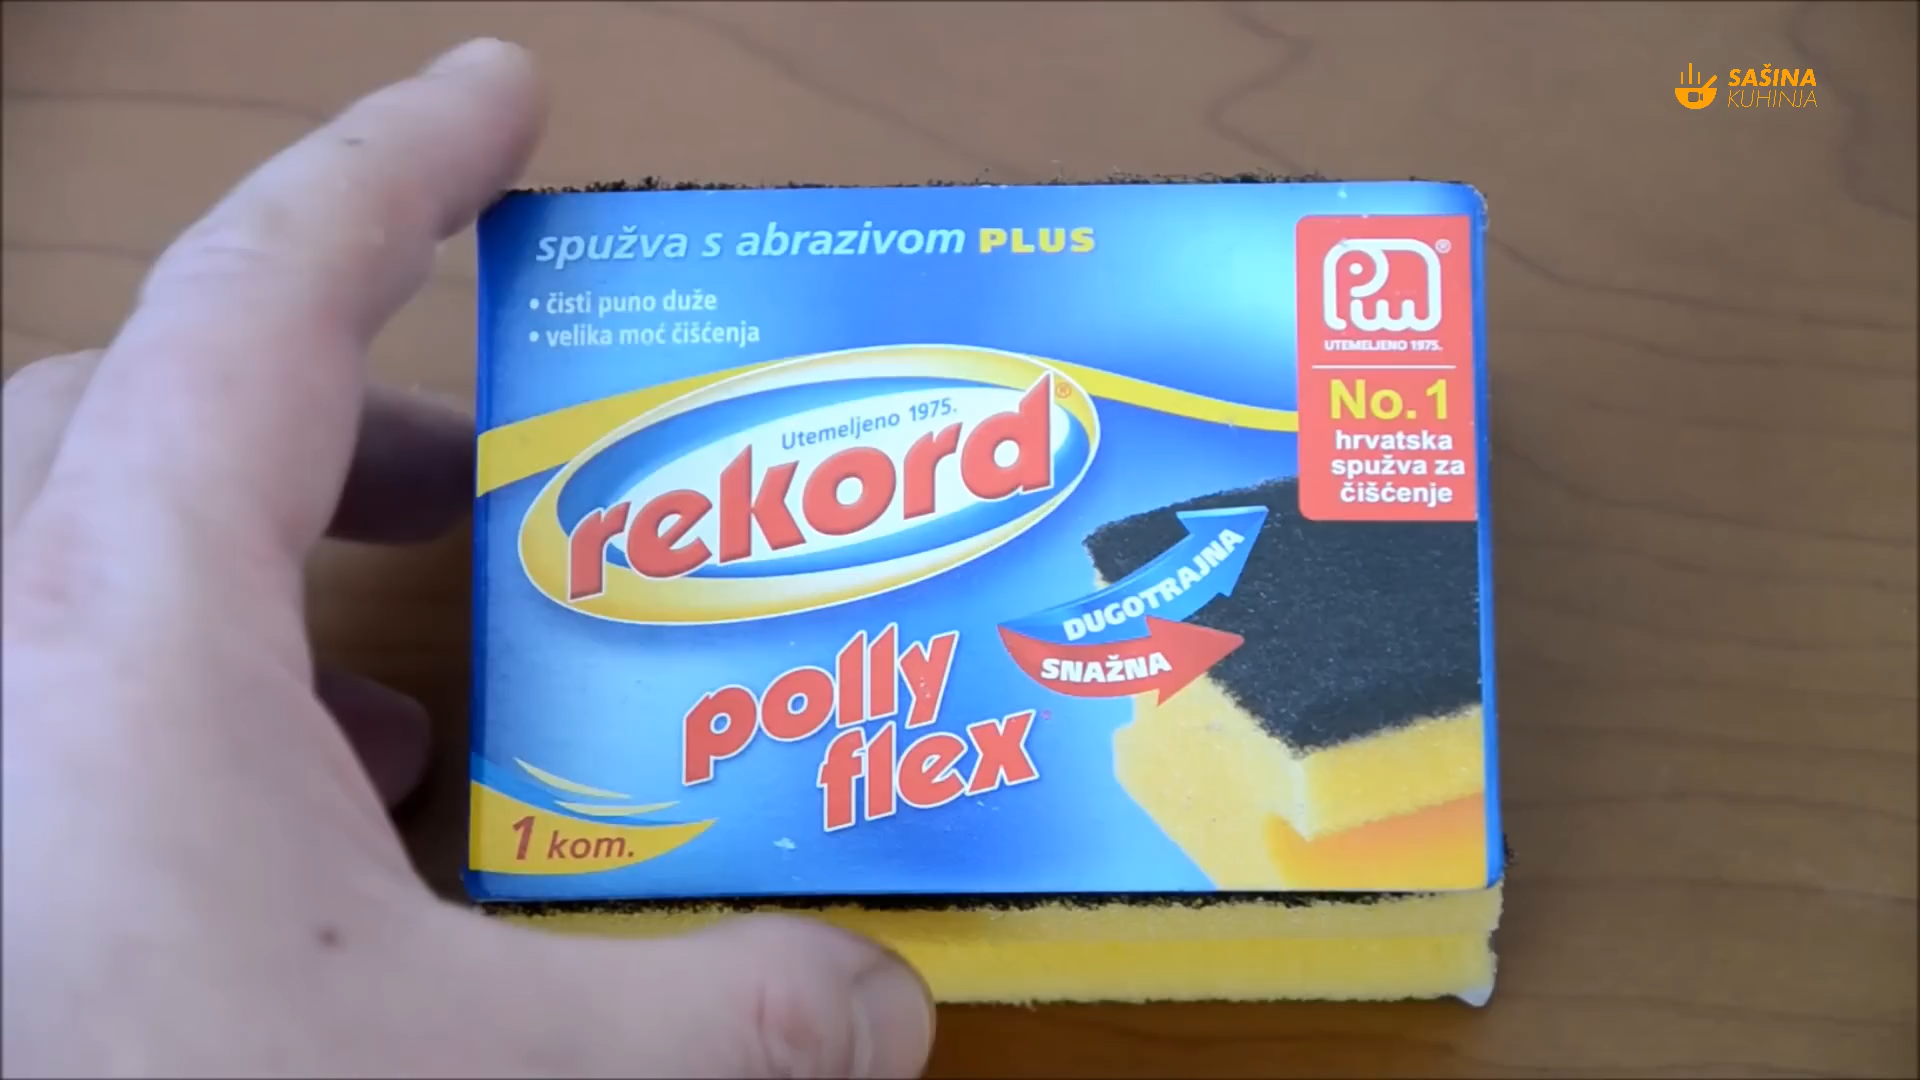 SAŠINA
KUHINJA
spužva s abrazivom PLUS
• čisti puno duže
• velika moć čišćenja
PW®
UTEMELJENO 1975.
No.1
hrvatska
spužva za
čišćenje
Utemeljeno 1975.
rekord®
DUGOTRAJNA
SNAŽNA
polly
flex
1 kom.